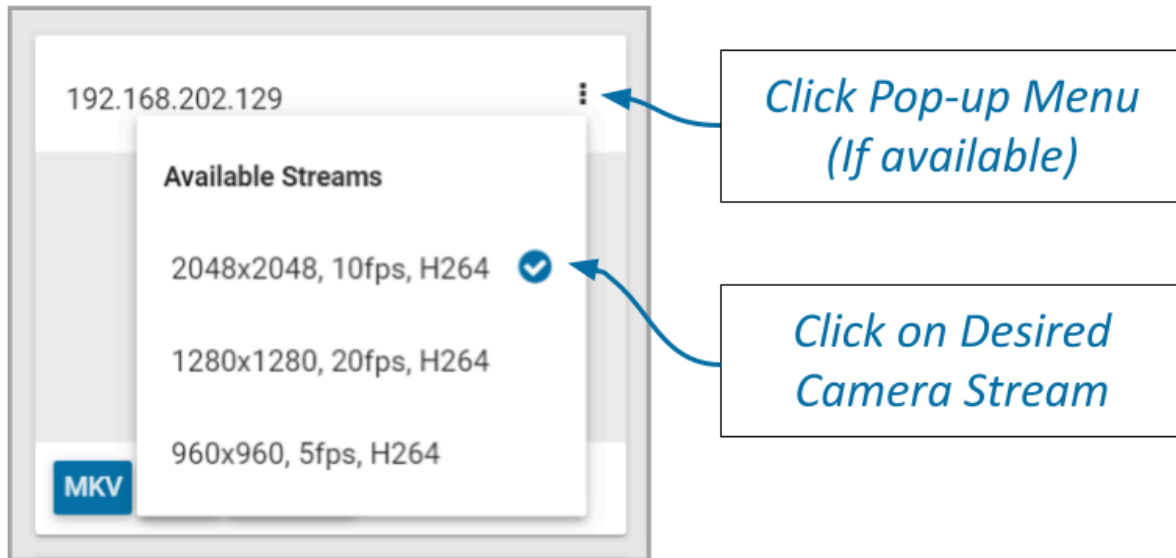 192.168.202.129
Click Pop-up Menu
(If available)
Available Streams
2048x2048, 10fps, H264
1280x1280, 20fps, H264
960x960, 5fps, H264
Click on Desired
Camera Stream
MKV